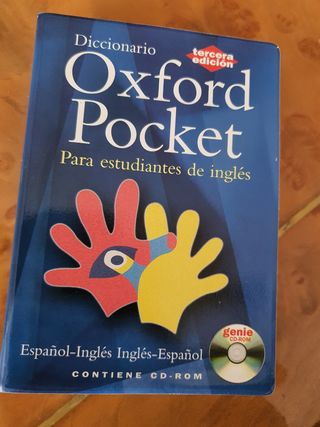 Diccionario
tercera
edición
Oxford
Pocket
Para estudiantes de inglés
genie
CD-ROM
Español-Inglés Inglés-Español
CONTIENE CD-ROM